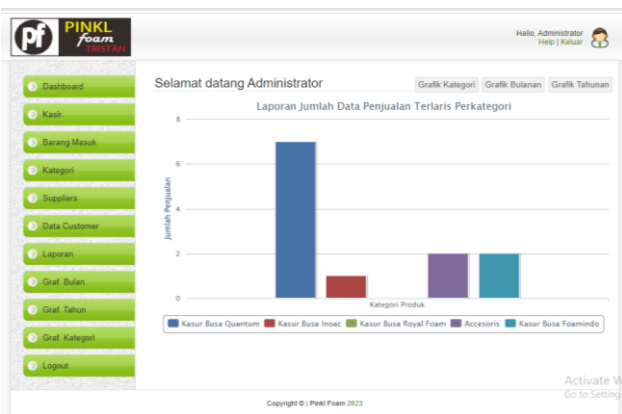 pf PINKL
foam
TRISTAN
Hallo, Administrator
Help | Keluar
Dashboard
Kasir
Barang Masuk
Kategori
Suppliers
Data Customer
Laporan
Graf. Bulan
Graf. Tahun
Graf. Kategori
Logout
Selamat datang Administrator
Grafik Kategori Grafik Bulanan Grafik Tahunan
Laporan Jumlah Data Penjualan Terlaris Perkategori
Jumlah Penjualan
8
6
4
2
0
Kategori Produk
Kasur Busa Quantum Kasur Busa Inoac Kasur Busa Royal Foam Accesoris Kasur Busa Foamindo
Activate W
Go to Setting
Copyright © | Pinkl Foam 2023